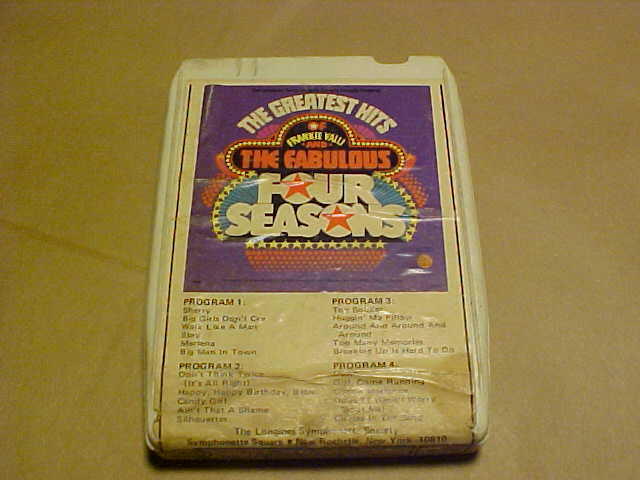 THE GREATEST HITS
OF
FRANKIE VALLI
AND
THE FABULOUS
FOUR
SEASONS
PROGRAM 1:
Sherry
Big Girls Don't Cry
Walk Like A Man
Stay
Marlena
Big Man In Town
PROGRAM 2:
Don't Think Twice
(It's All Right)
Happy, Happy Birthday, Baby
Candy Girl
Ain't That A Shame
Silhouettes
PROGRAM 3:
Huggin' My Pillow
Around And Around And
Around
Too Many Memories
Breaking Up Is Hard To Do
PROGRAM 4:
Girl Come Running
The Longines Symphonette Society
Symphonette Square New Rochelle, New York 10810